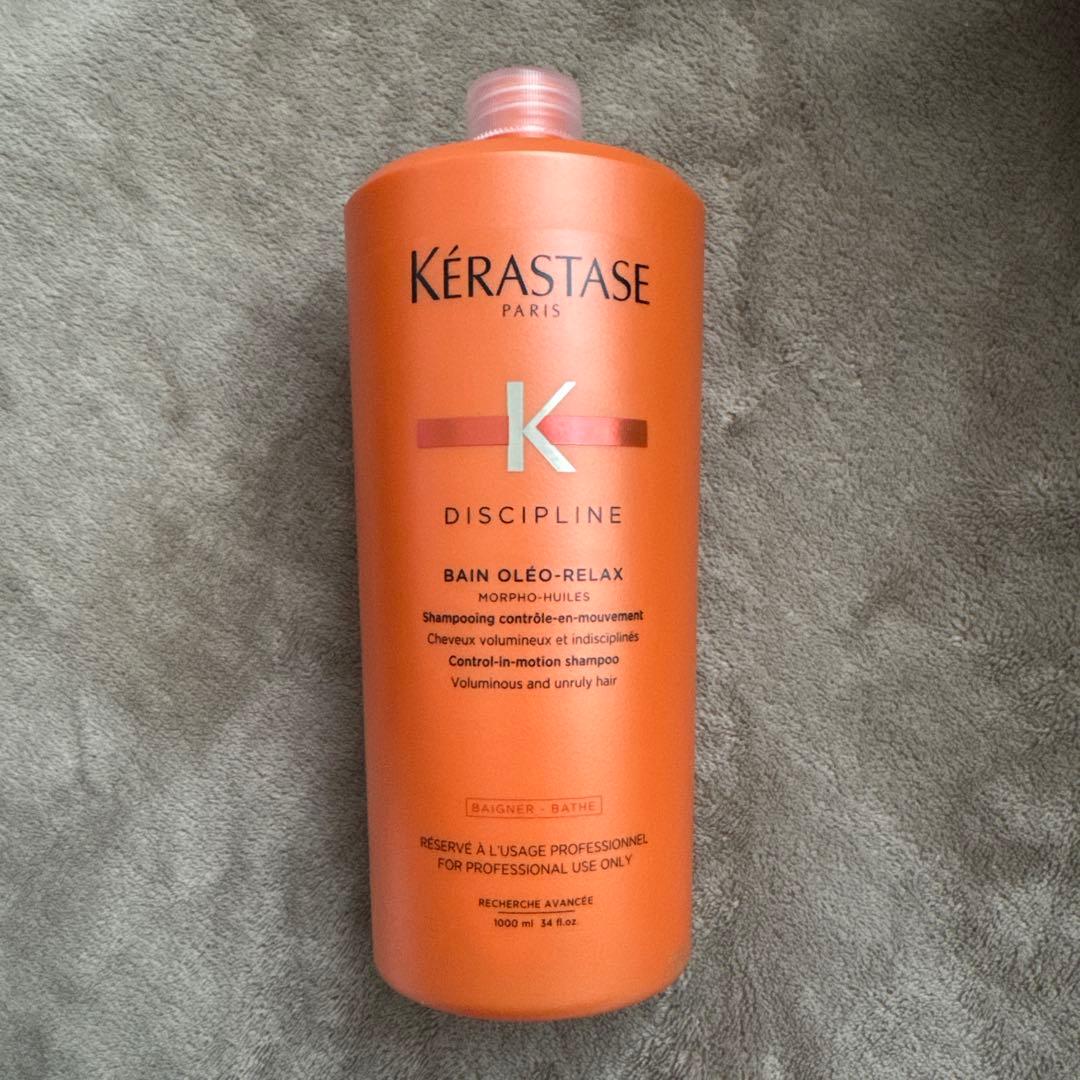 KÉRASTASE
PARIS
K
DISCIPLINE
BAIN OLÉO-RELAX
MORPHO-HUILES
Shampooing contrôle-en-mouvement
Cheveux volumineux et indisciplinés
Control-in-motion shampoo
Voluminous and unruly hair
BAIGNER - BATHE
RÉSERVÉ À L'USAGE PROFESSIONNEL
FOR PROFESSIONAL USE ONLY
RECHERCHE AVANCÉE
1000 ml 34 fl.oz.